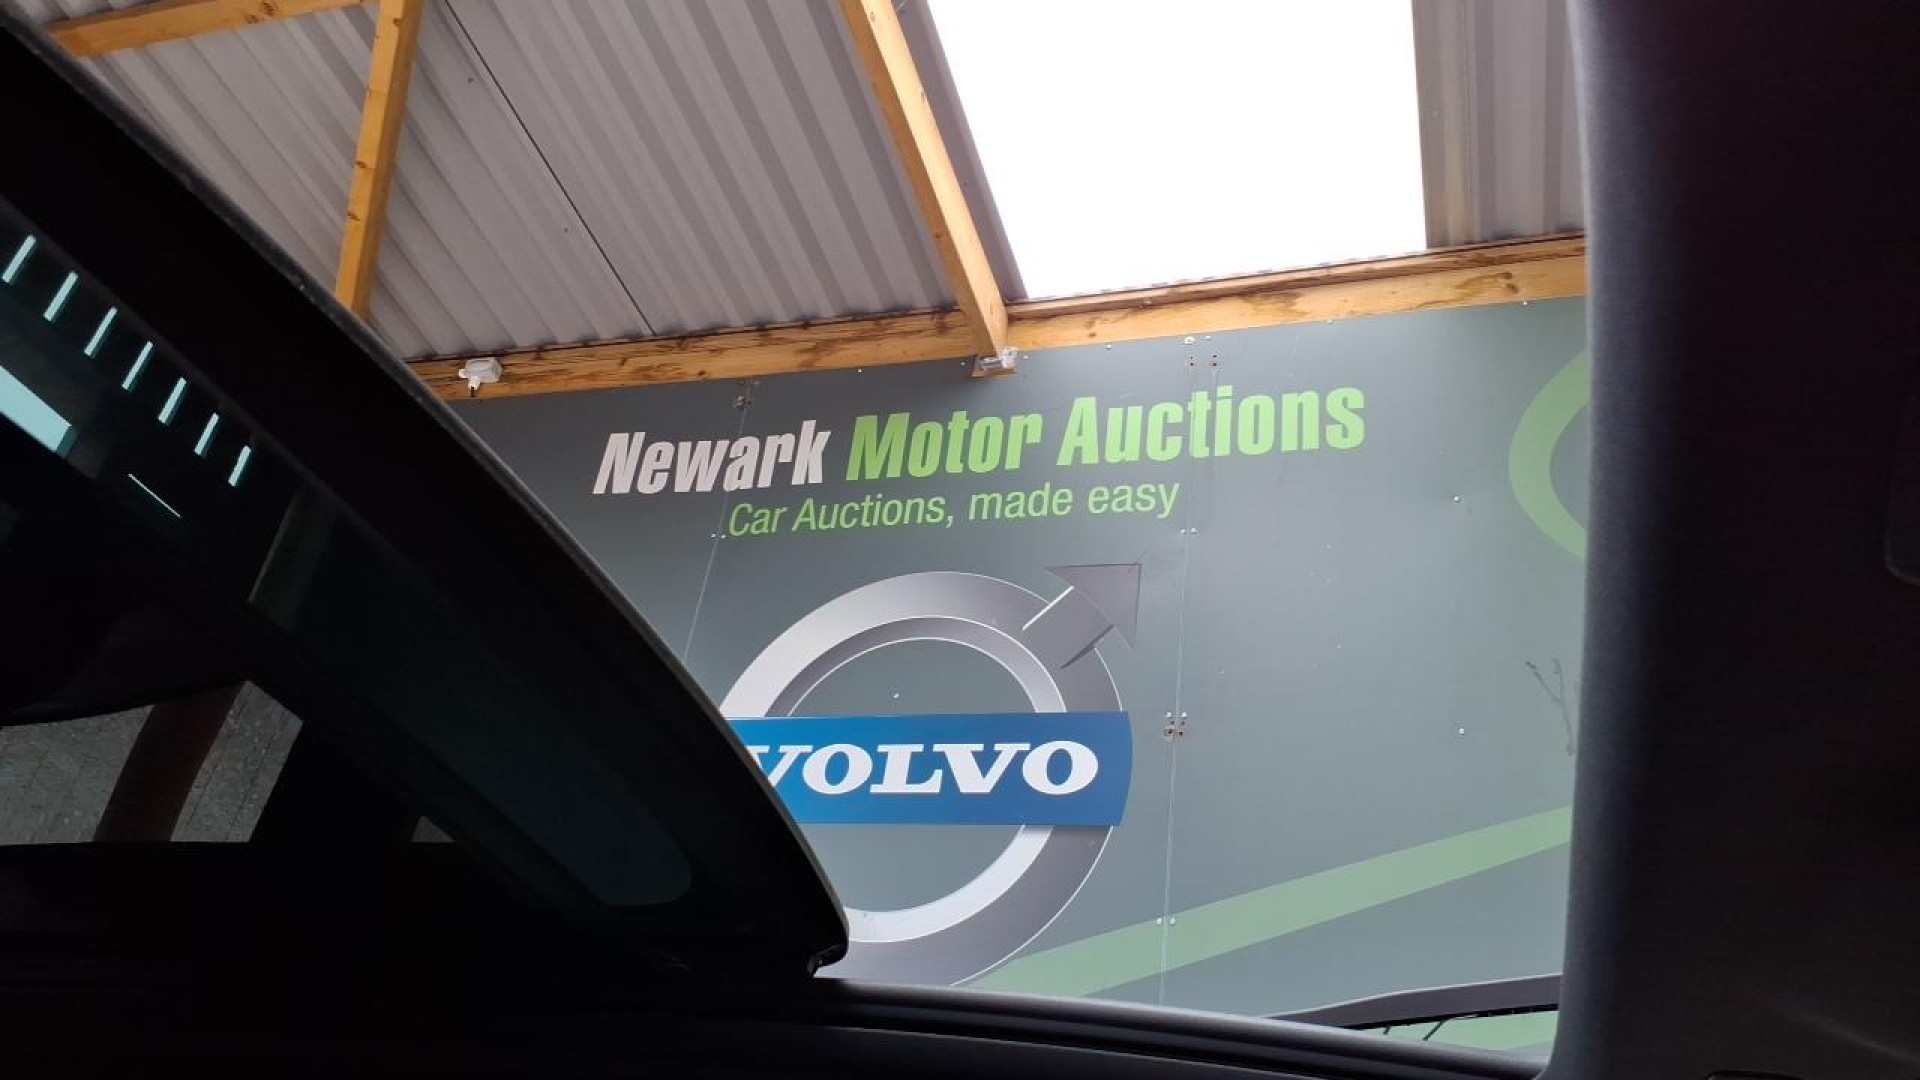 Newark Motor Auctions
Car Auctions, made easy
VOLVO